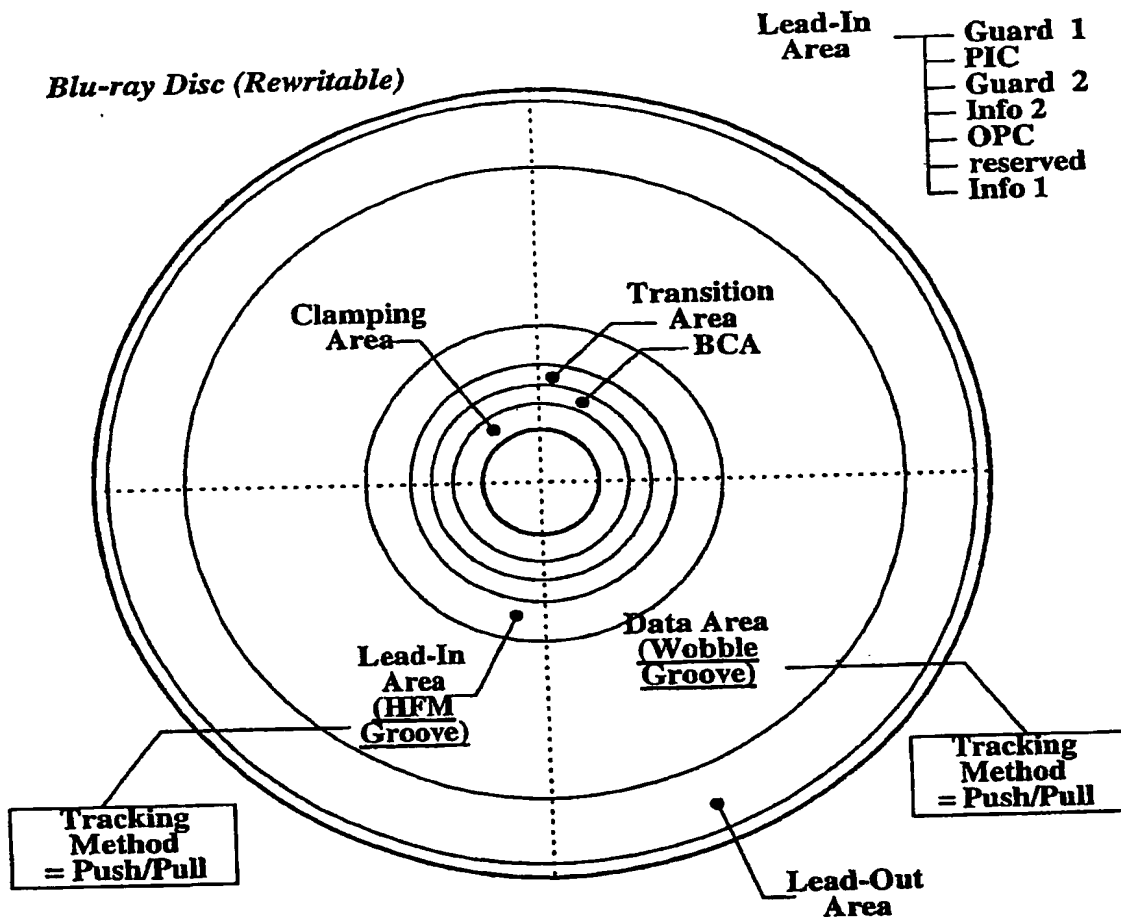 Blu-ray Disc (Rewritable)
Lead-In
Area
Guard 1
PIC
Guard 2
Info 2
OPC
reserved
Info 1
Clamping
Area
Transition
Area
BCA
Lead-In
Area
(HFM
Groove)
Data Area
(Wobble
Groove)
Tracking
Method
= Push/Pull
Tracking
Method
= Push/Pull
Lead-Out
Area